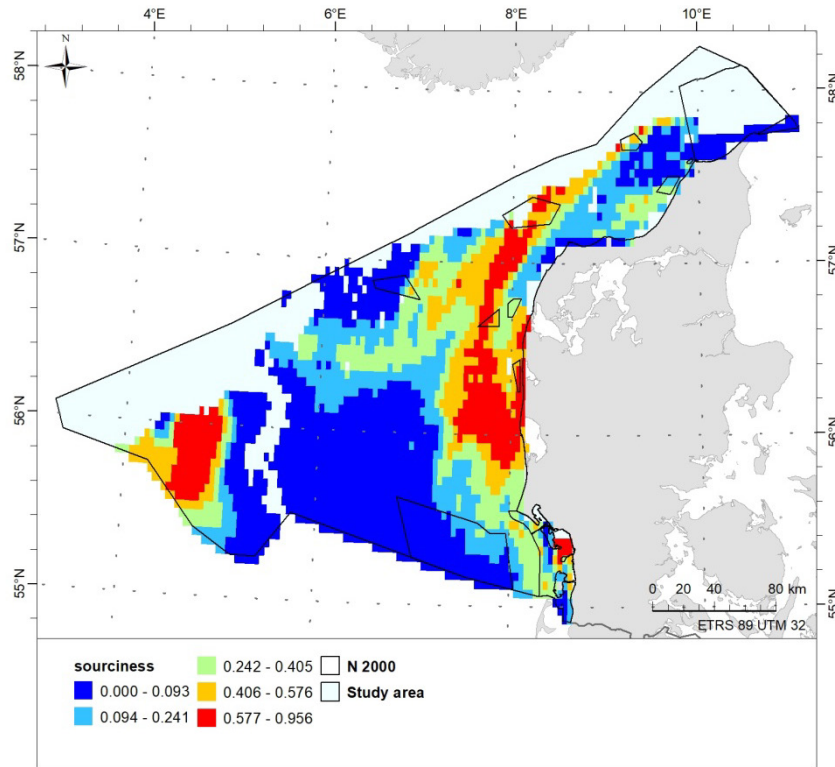 4°E 6°E 8°E 10°E
N
58°N 58°N
57°N 57°N
56°N 56°N
55°N 55°N
0 20 40 80 km
ETRS 89 UTM 32
sourciness 0.242 - 0.405 N 2000
0.000 - 0.093 0.406 - 0.576 Study area
0.094 - 0.241 0.577 - 0.956